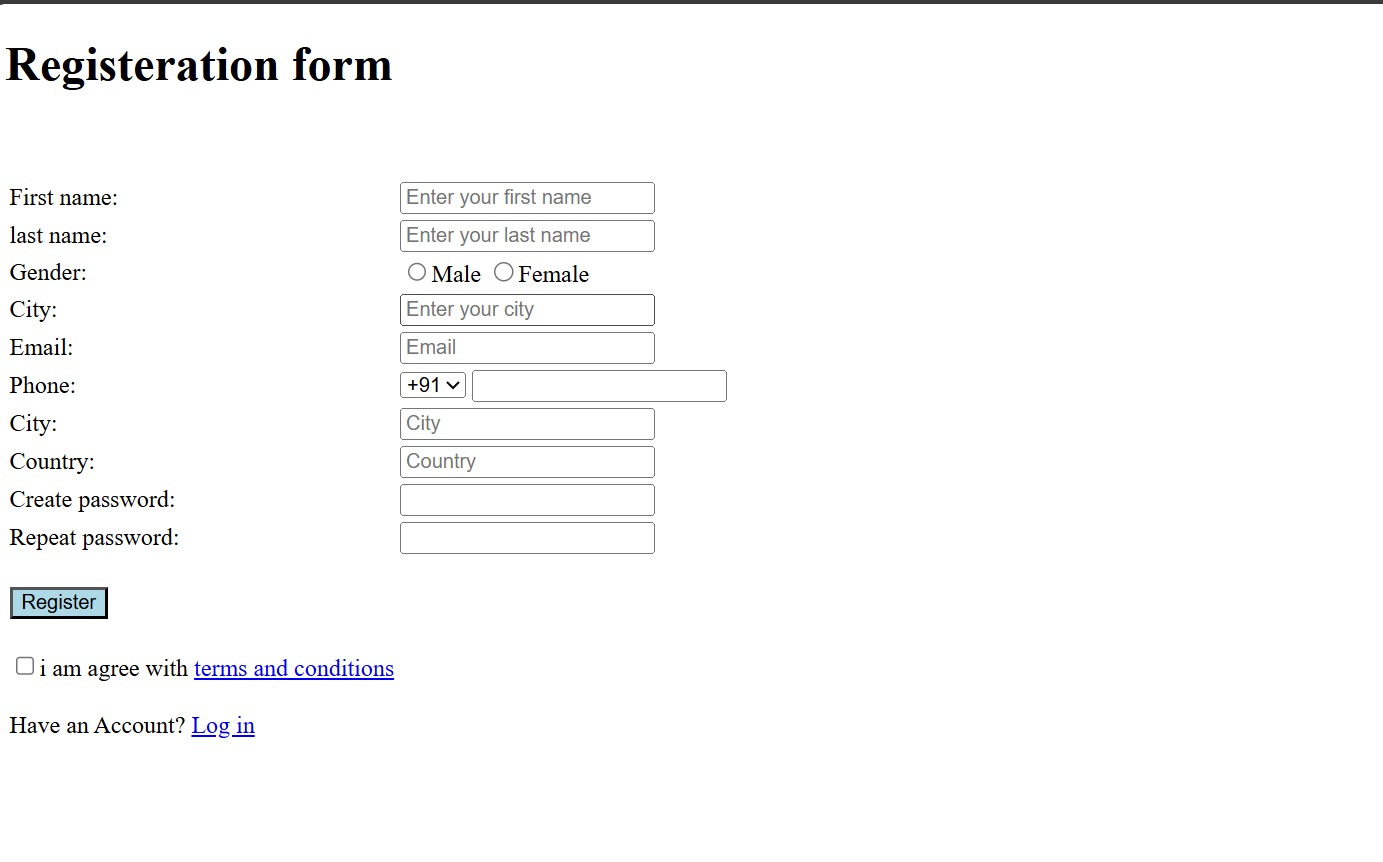 Registeration form
First name: Enter your first name
last name: Enter your last name
Gender: Male Female
City: Enter your city
Email: Email
Phone: +91
City: City
Country: Country
Create password:
Repeat password:
Register
i am agree with terms and conditions
Have an Account? Log in